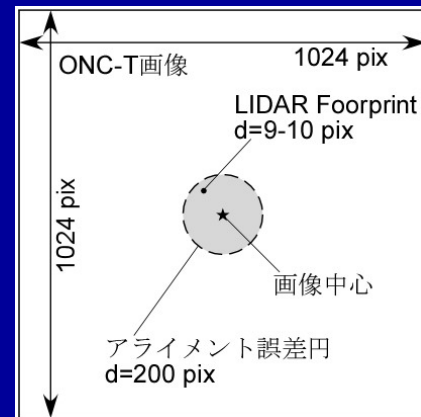 1024 pix
ONC-T画像
LIDAR Foorprint
d=9-10 pix
1024 pix
画像中心
アライメント誤差円
d=200 pix